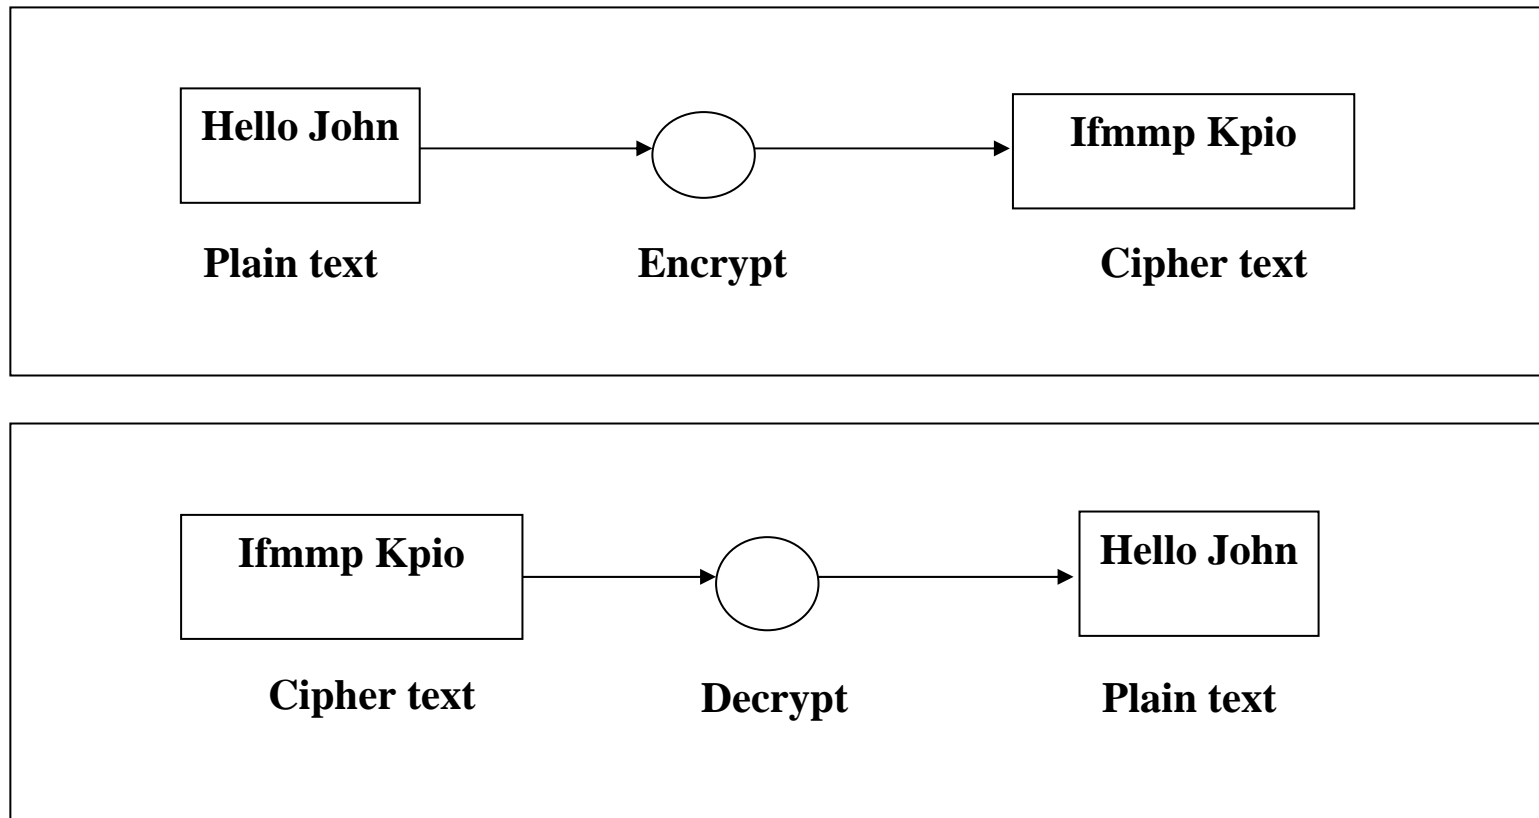 Hello John
Ifmmp Kpio
Plain text
Encrypt
Cipher text
Ifmmp Kpio
Hello John
Cipher text
Decrypt
Plain text